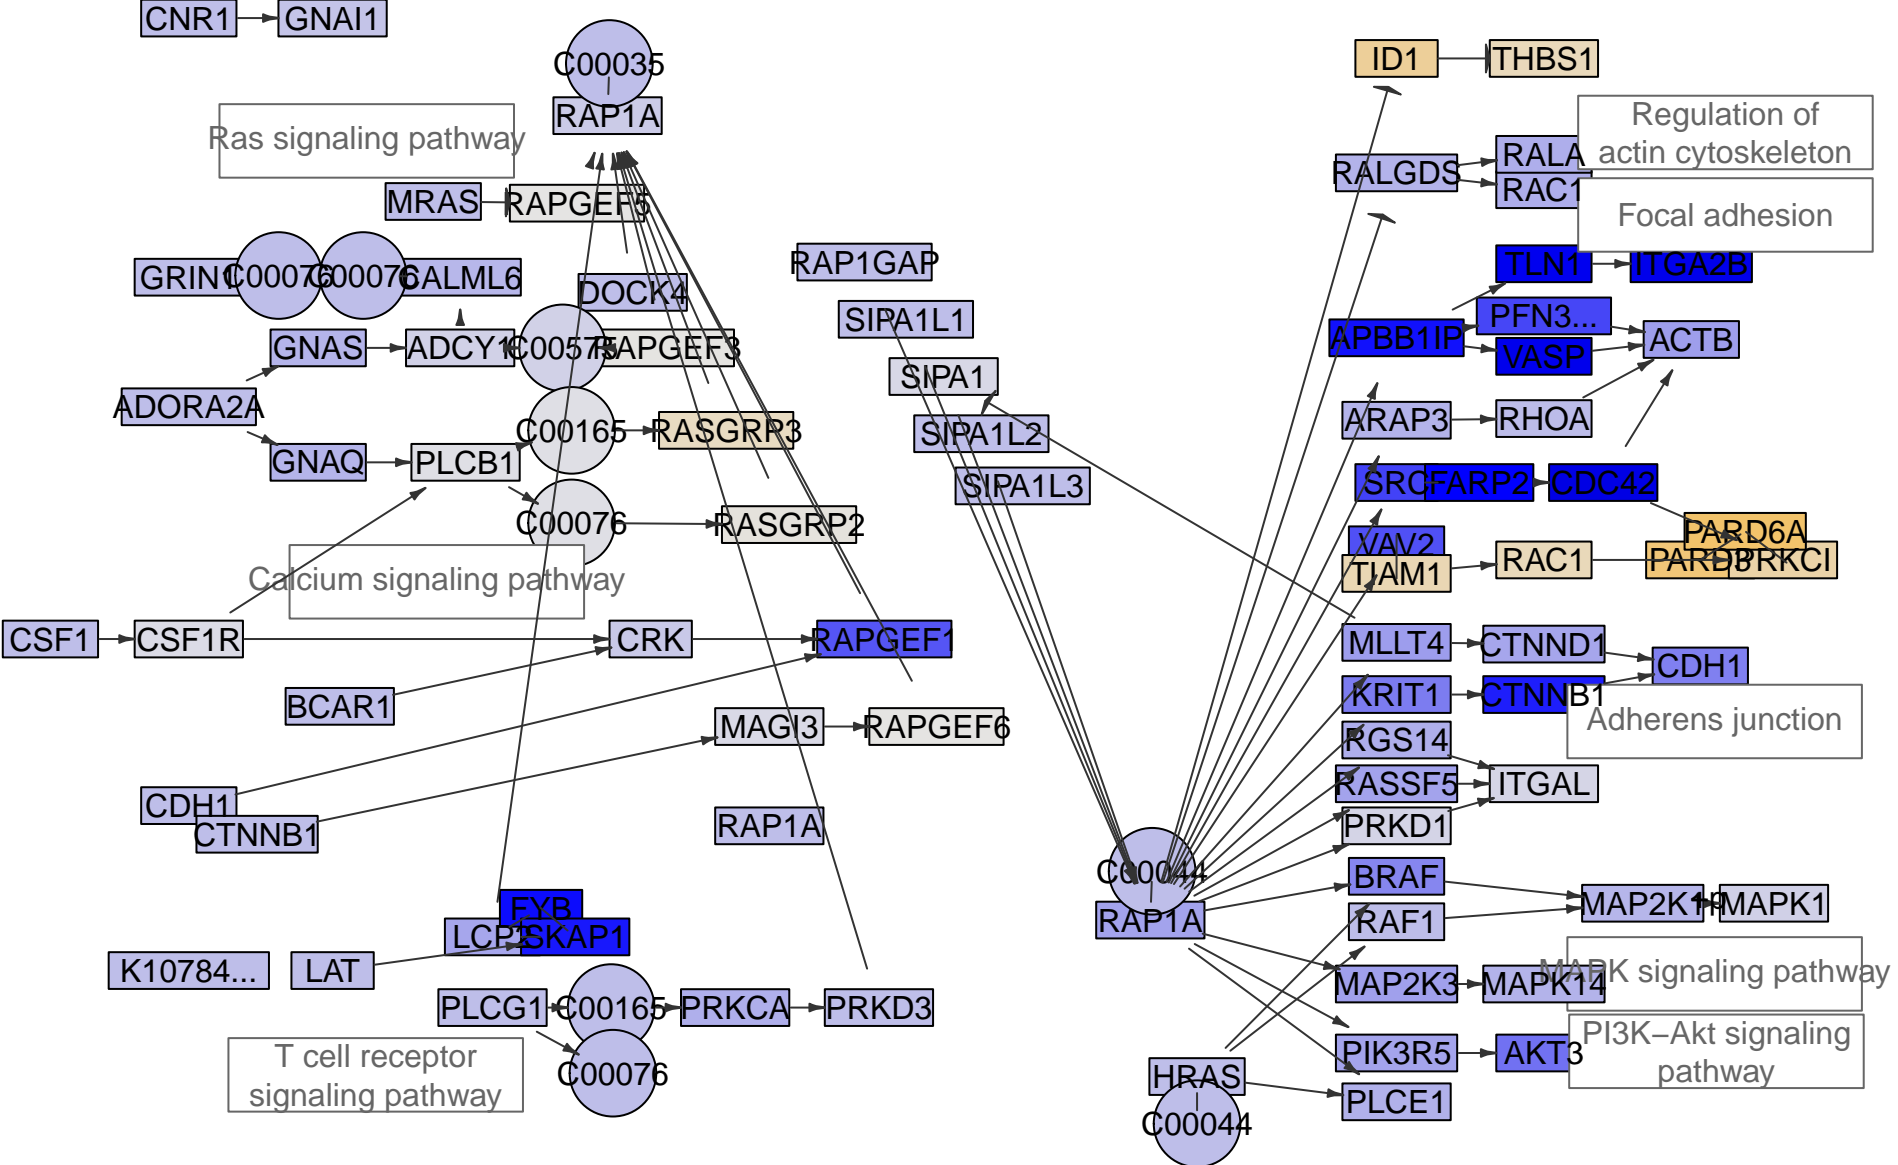 CNR1
GNAI1
C00035
RAP1A
Ras signaling pathway
MRAS
RAPGEF5
GRIN1
C00076
C00076
CALML6
DOCK4
GNAS
ADCY1
C00575
RAPGEF3
ADORA2A
GNAQ
PLCB1
C00165
RASGRP3
C00076
RASGRP2
Calcium signaling pathway
CSF1
CSF1R
CRK
RAPGEF1
BCAR1
MAGI3
RAPGEF6
CDH1
CTNNB1
RAP1A
FYB
SKAP1
K10784...
LAT
PLCG1
C00165
PRKCA
PRKD3
C00076
T cell receptor
signaling pathway
RAP1GAP
SIPA1L1
SIPA1
SIPA1L2
SIPA1L3
C00044
RAP1A
HRAS
C00044
ID1
THBS1
Regulation of
actin cytoskeleton
RALGDS
RALA
RAC1
Focal adhesion
TLN1
ITGA2B
APBB1IP
PFN3...
VASP
ACTB
ARAP3
RHOA
SRC
FARP2
CDC42
VAV2
TIAM1
RAC1
PARD6A
PARD3
PRKCI
MLLT4
CTNND1
CDH1
KRIT1
CTNNB1
Adherens junction
RGS14
RASSF5
ITGAL
PRKD1
BRAF
RAF1
MAP2K1
+p
MAPK1
MAP2K3
MAPK14
MAPK signaling pathway
PIK3R5
AKT3
PI3K−Akt signaling
pathway
PLCE1